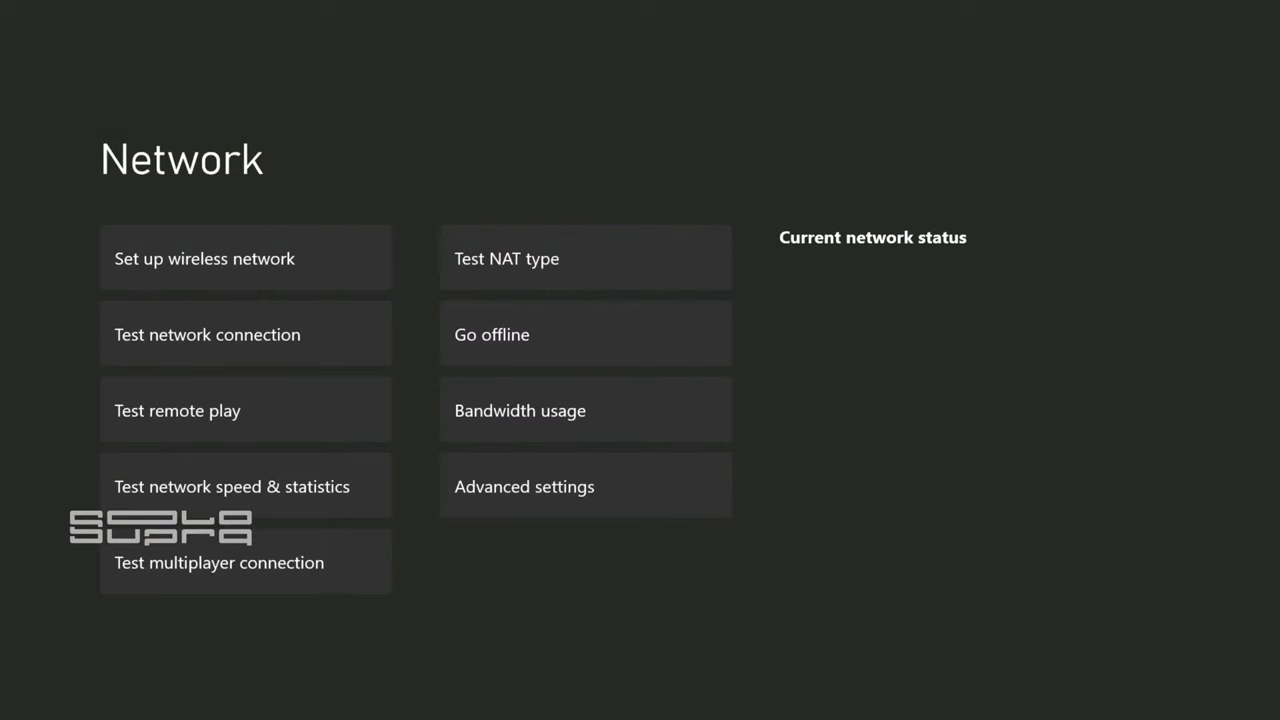 Network
Set up wireless network
Test network connection
Test remote play
Test network speed & statistics
Test multiplayer connection
Test NAT type
Go offline
Bandwidth usage
Advanced settings
Current network status